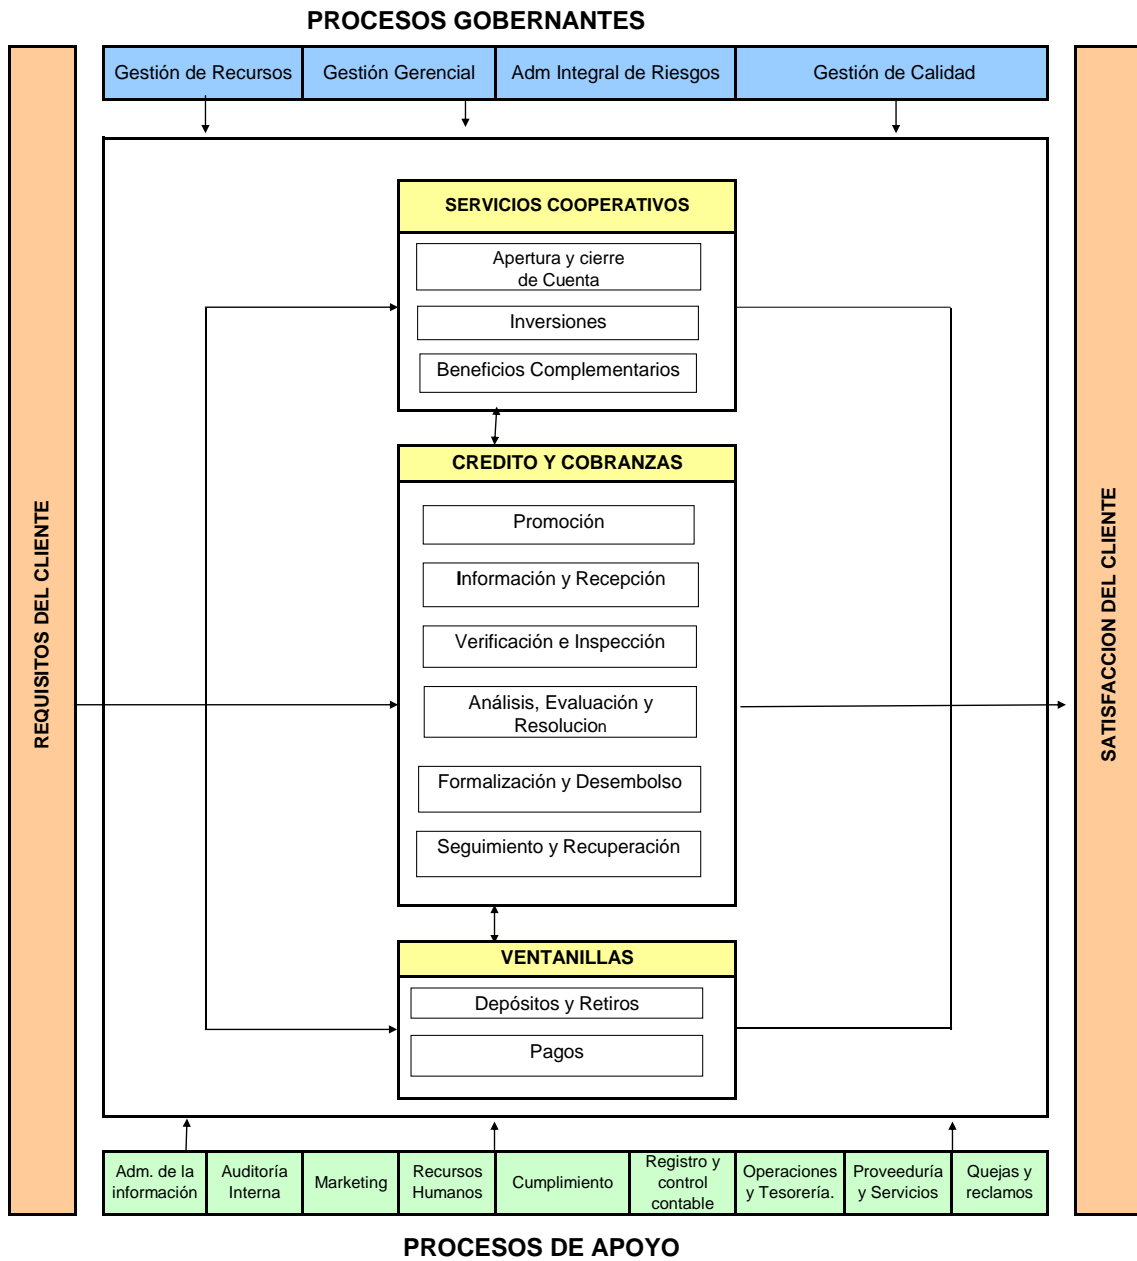 PROCESOS GOBERNANTES
Gestión de Recursos
Gestión Gerencial
Adm Integral de Riesgos
Gestión de Calidad
REQUISITOS DEL CLIENTE
SERVICIOS COOPERATIVOS
Apertura y cierre
de Cuenta
Inversiones
Beneficios Complementarios
CREDITO Y COBRANZAS
Promoción
Información y Recepción
Verificación e Inspección
Análisis, Evaluación y
Resolucion
Formalización y Desembolso
Seguimiento y Recuperación
VENTANILLAS
Depósitos y Retiros
Pagos
SATISFACCION DEL CLIENTE
Adm. de la
información
Auditoría
Interna
Marketing
Recursos
Humanos
Cumplimiento
Registro y
control
contable
Operaciones
y Tesorería.
Proveeduría
y Servicios
Quejas y
reclamos
PROCESOS DE APOYO